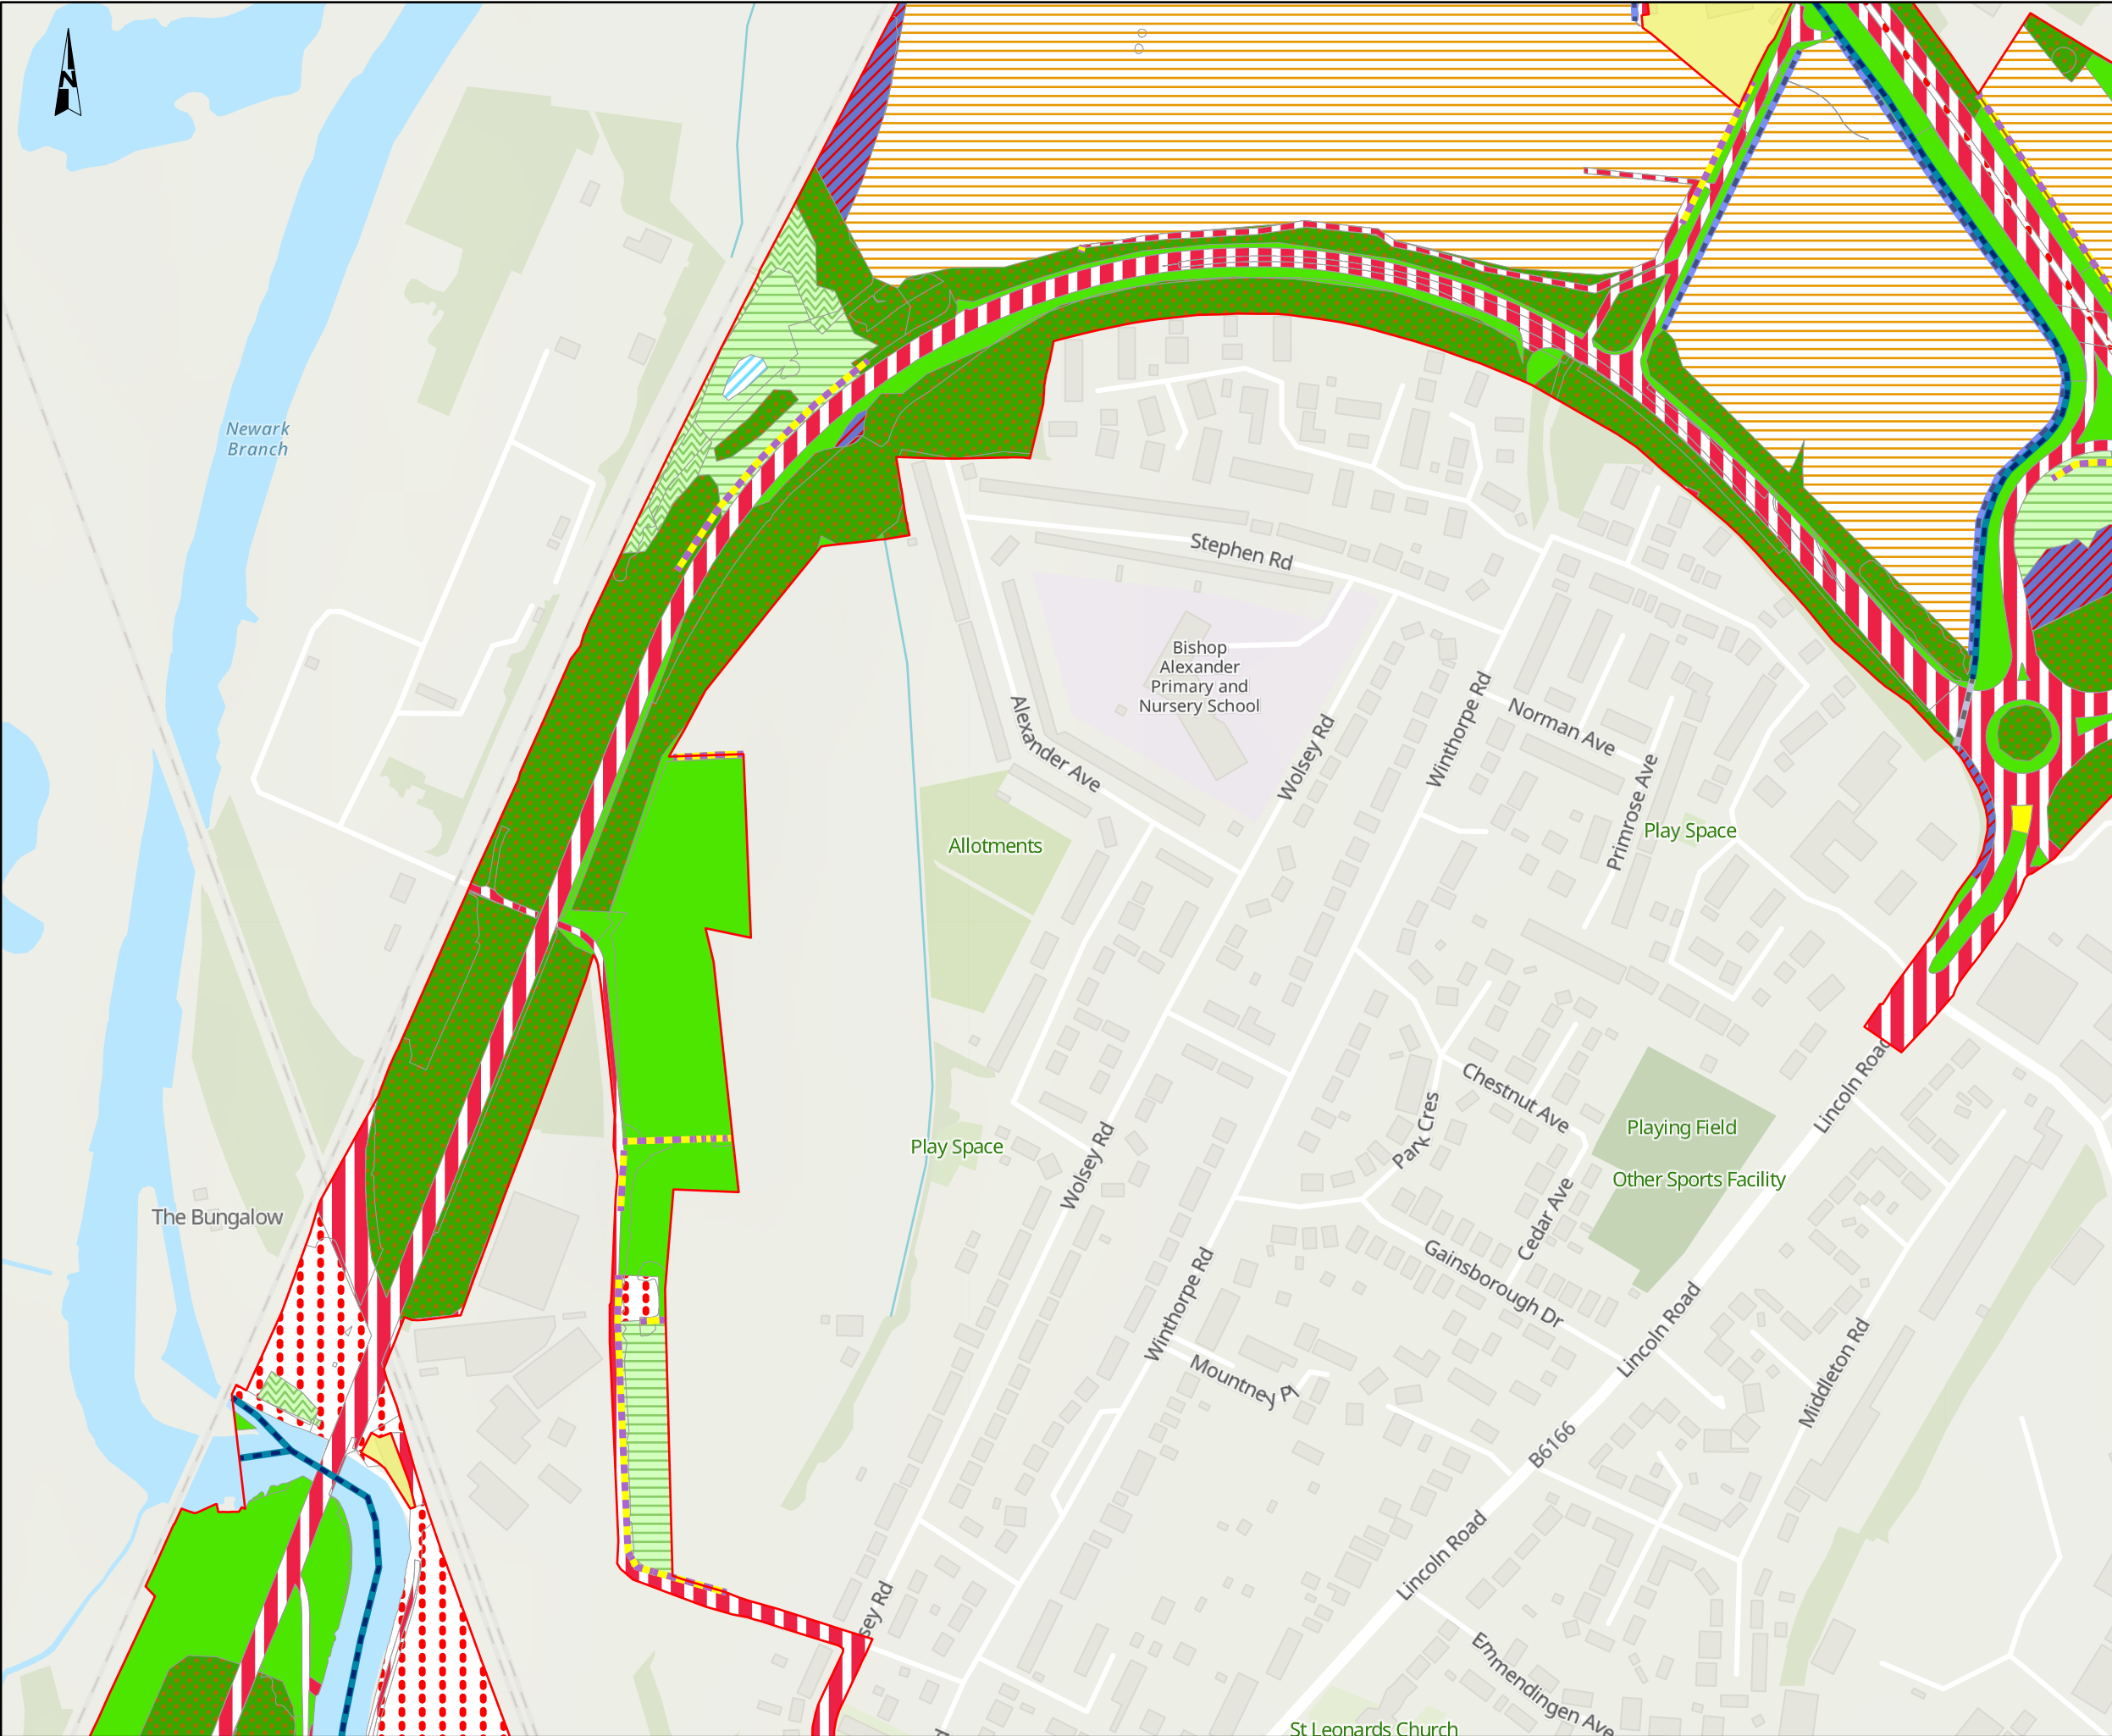 N
Newark
Branch
Stephen Rd
Bishop
Alexander
Primary and
Nursery School
Alexander Ave
Wolsey Rd
Winthorpe Rd
Norman Ave
Primrose Ave
Play Space
Allotments
Chestnut Ave
Park Cres
Playing Field
Other Sports Facility
Lincoln Road
Play Space
Wolsey Rd
Cedar Ave
The Bungalow
Winthorpe Rd
Gainsborough Dr
Lincoln Road
Mountney Pl
Middleton Rd
B6166
Lincoln Road
sey Rd
Emmendingen Ave
St Leonards Church